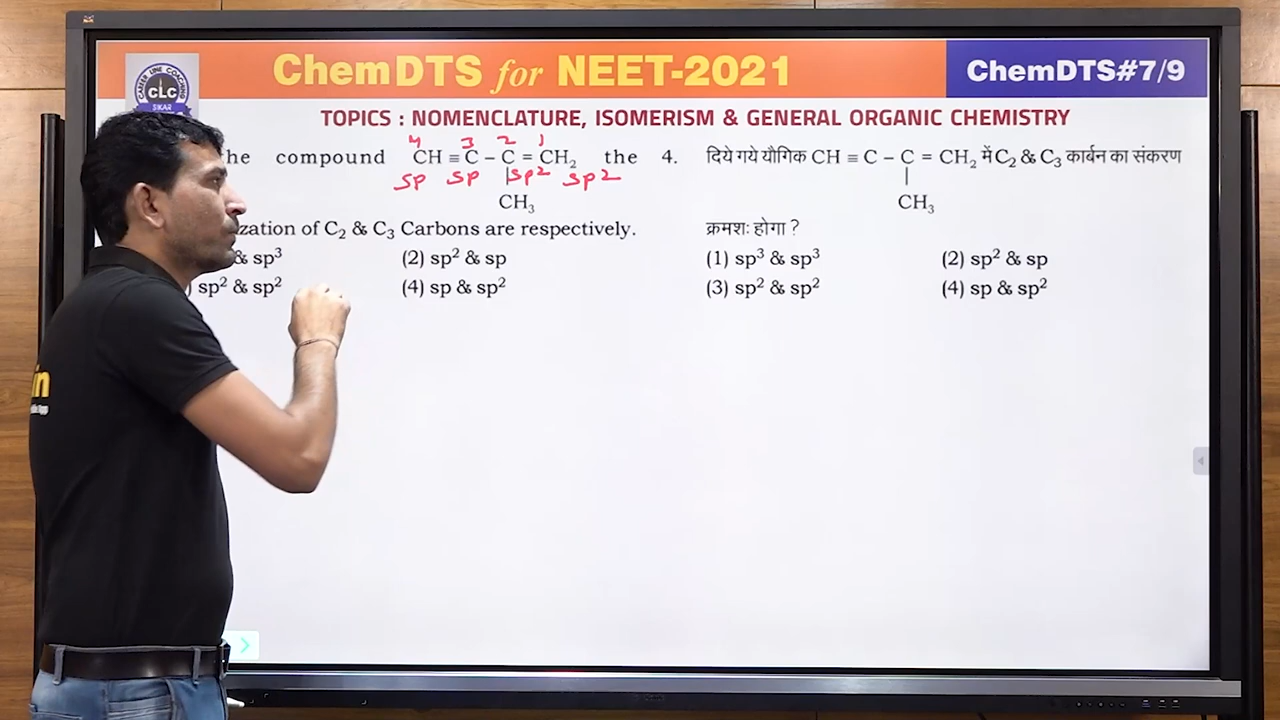 ChemDTS for NEET-2021
ChemDTS#7/9
CLC
SIKAR
TOPICS : NOMENCLATURE, ISOMERISM & GENERAL ORGANIC CHEMISTRY
4 3 2 1
he compound CH ≡ C – C = CH₂ the
sp sp sp2 sp2
|
CH₃
zation of C₂ & C₃ Carbons are respectively.
& sp³ (2) sp² & sp
) sp² & sp² (4) sp & sp²
4. दिये गये यौगिक CH ≡ C – C = CH₂ में C₂ & C₃ कार्बन का संकरण
|
CH₃
क्रमशः होगा ?
(1) sp³ & sp³ (2) sp² & sp
(3) sp² & sp² (4) sp & sp²
in